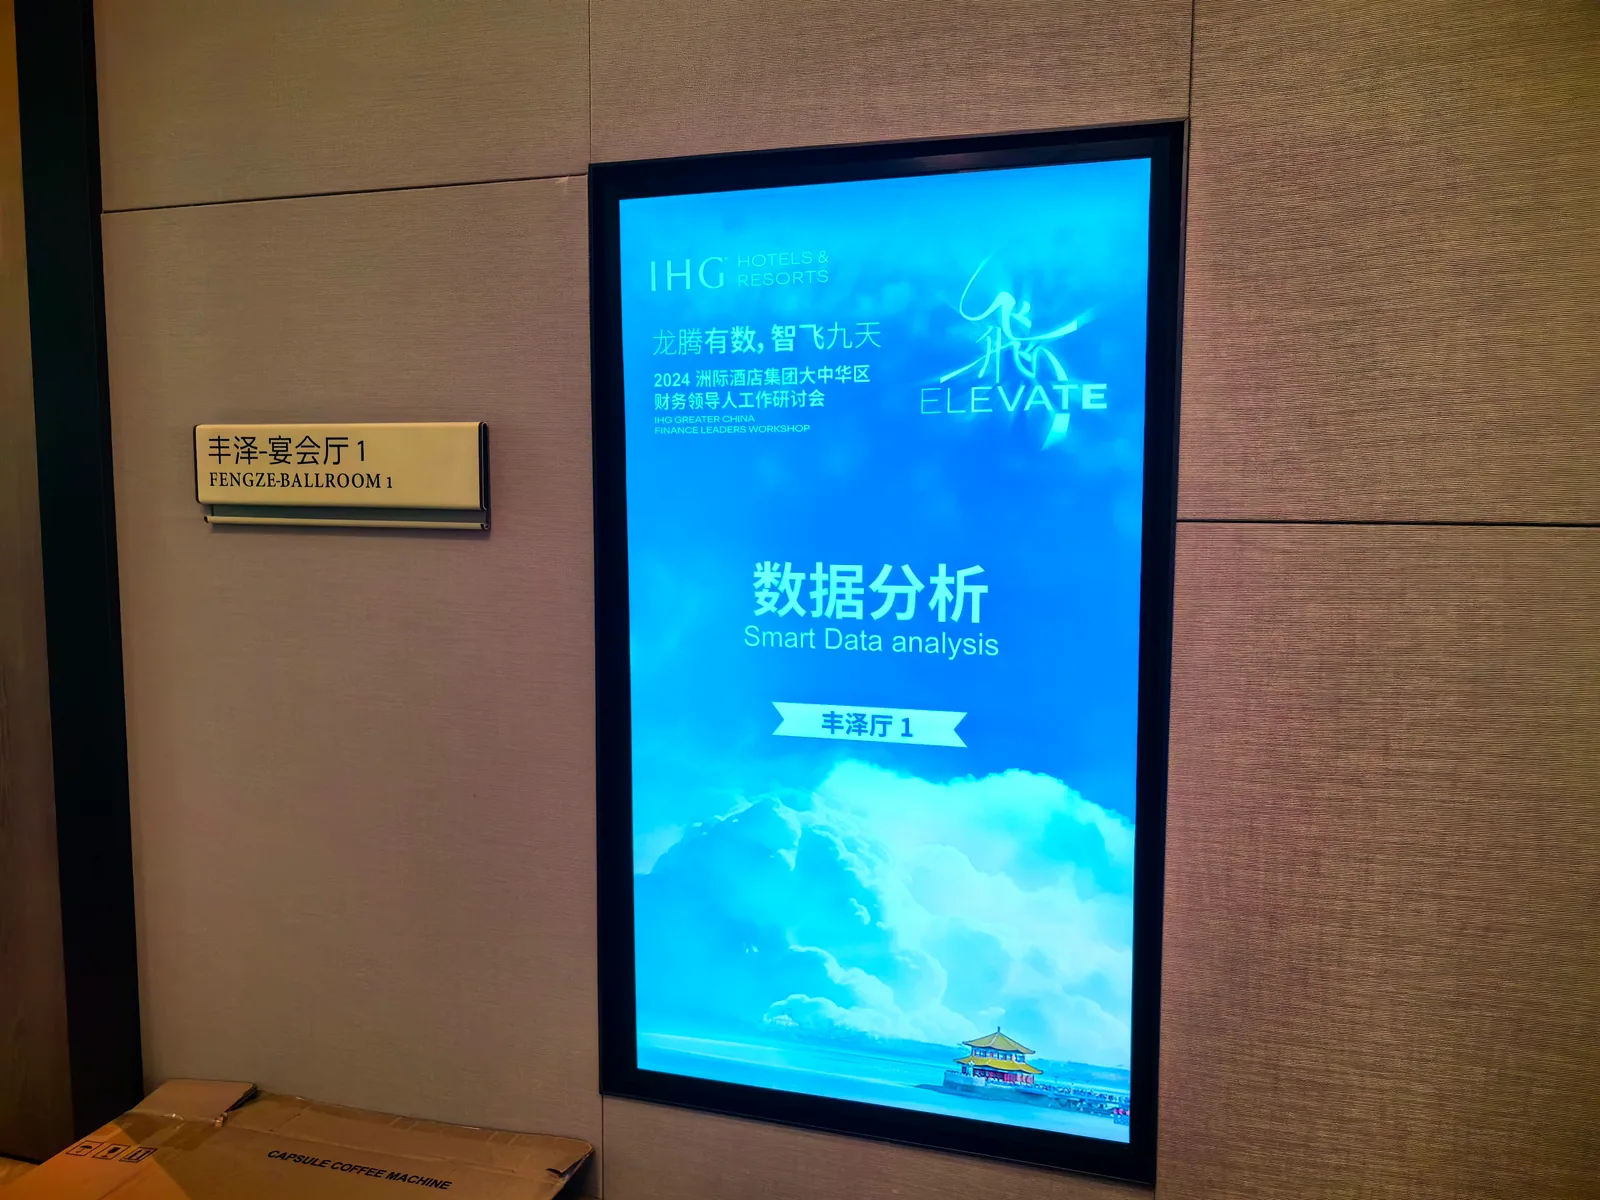 丰泽-宴会厅 1
FENGZE-BALLROOM 1
IHG HOTELS &
RESORTS
龙腾有数，智飞九天
2024 洲际酒店集团大中华区
财务领导人工作研讨会
IHG GREATER CHINA
FINANCE LEADERS WORKSHOP
飛
ELEVATE
数据分析
Smart Data analysis
丰泽厅 1
CAPSULE COFFEE MACHINE